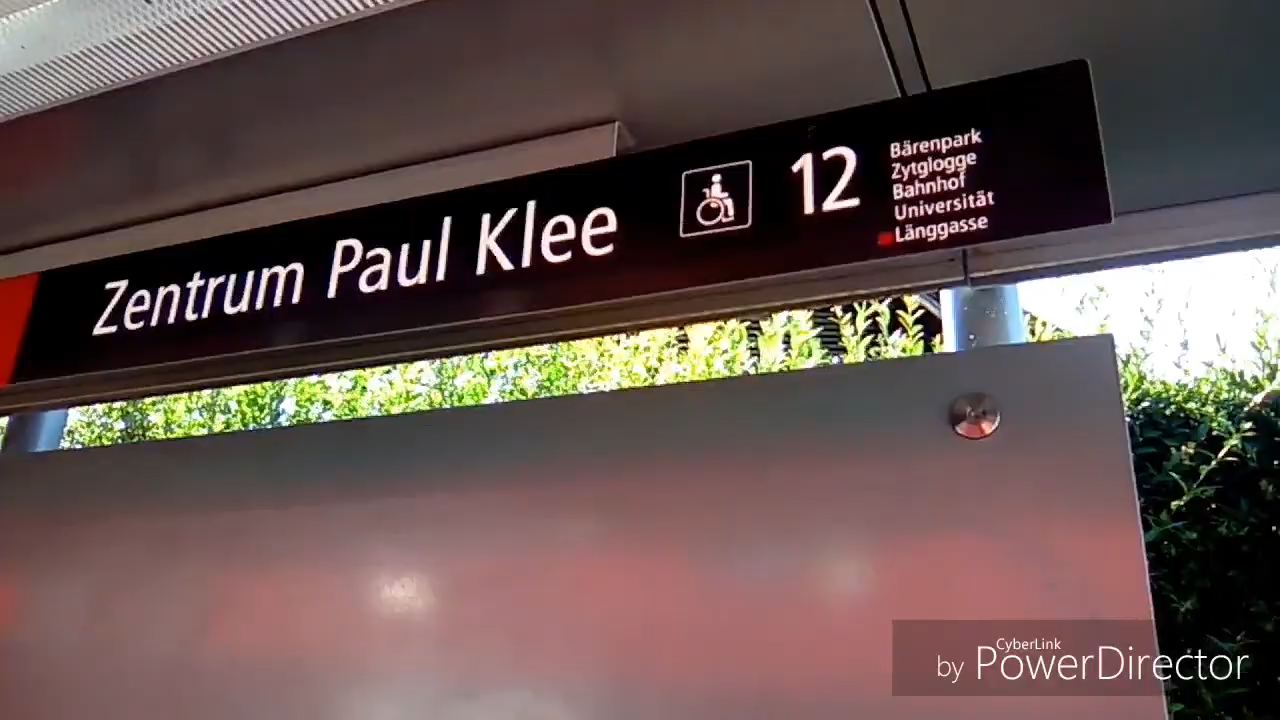 Zentrum Paul Klee
12
Bärenpark
Zytglogge
Bahnhof
Universität
Länggasse
CyberLink
by PowerDirector